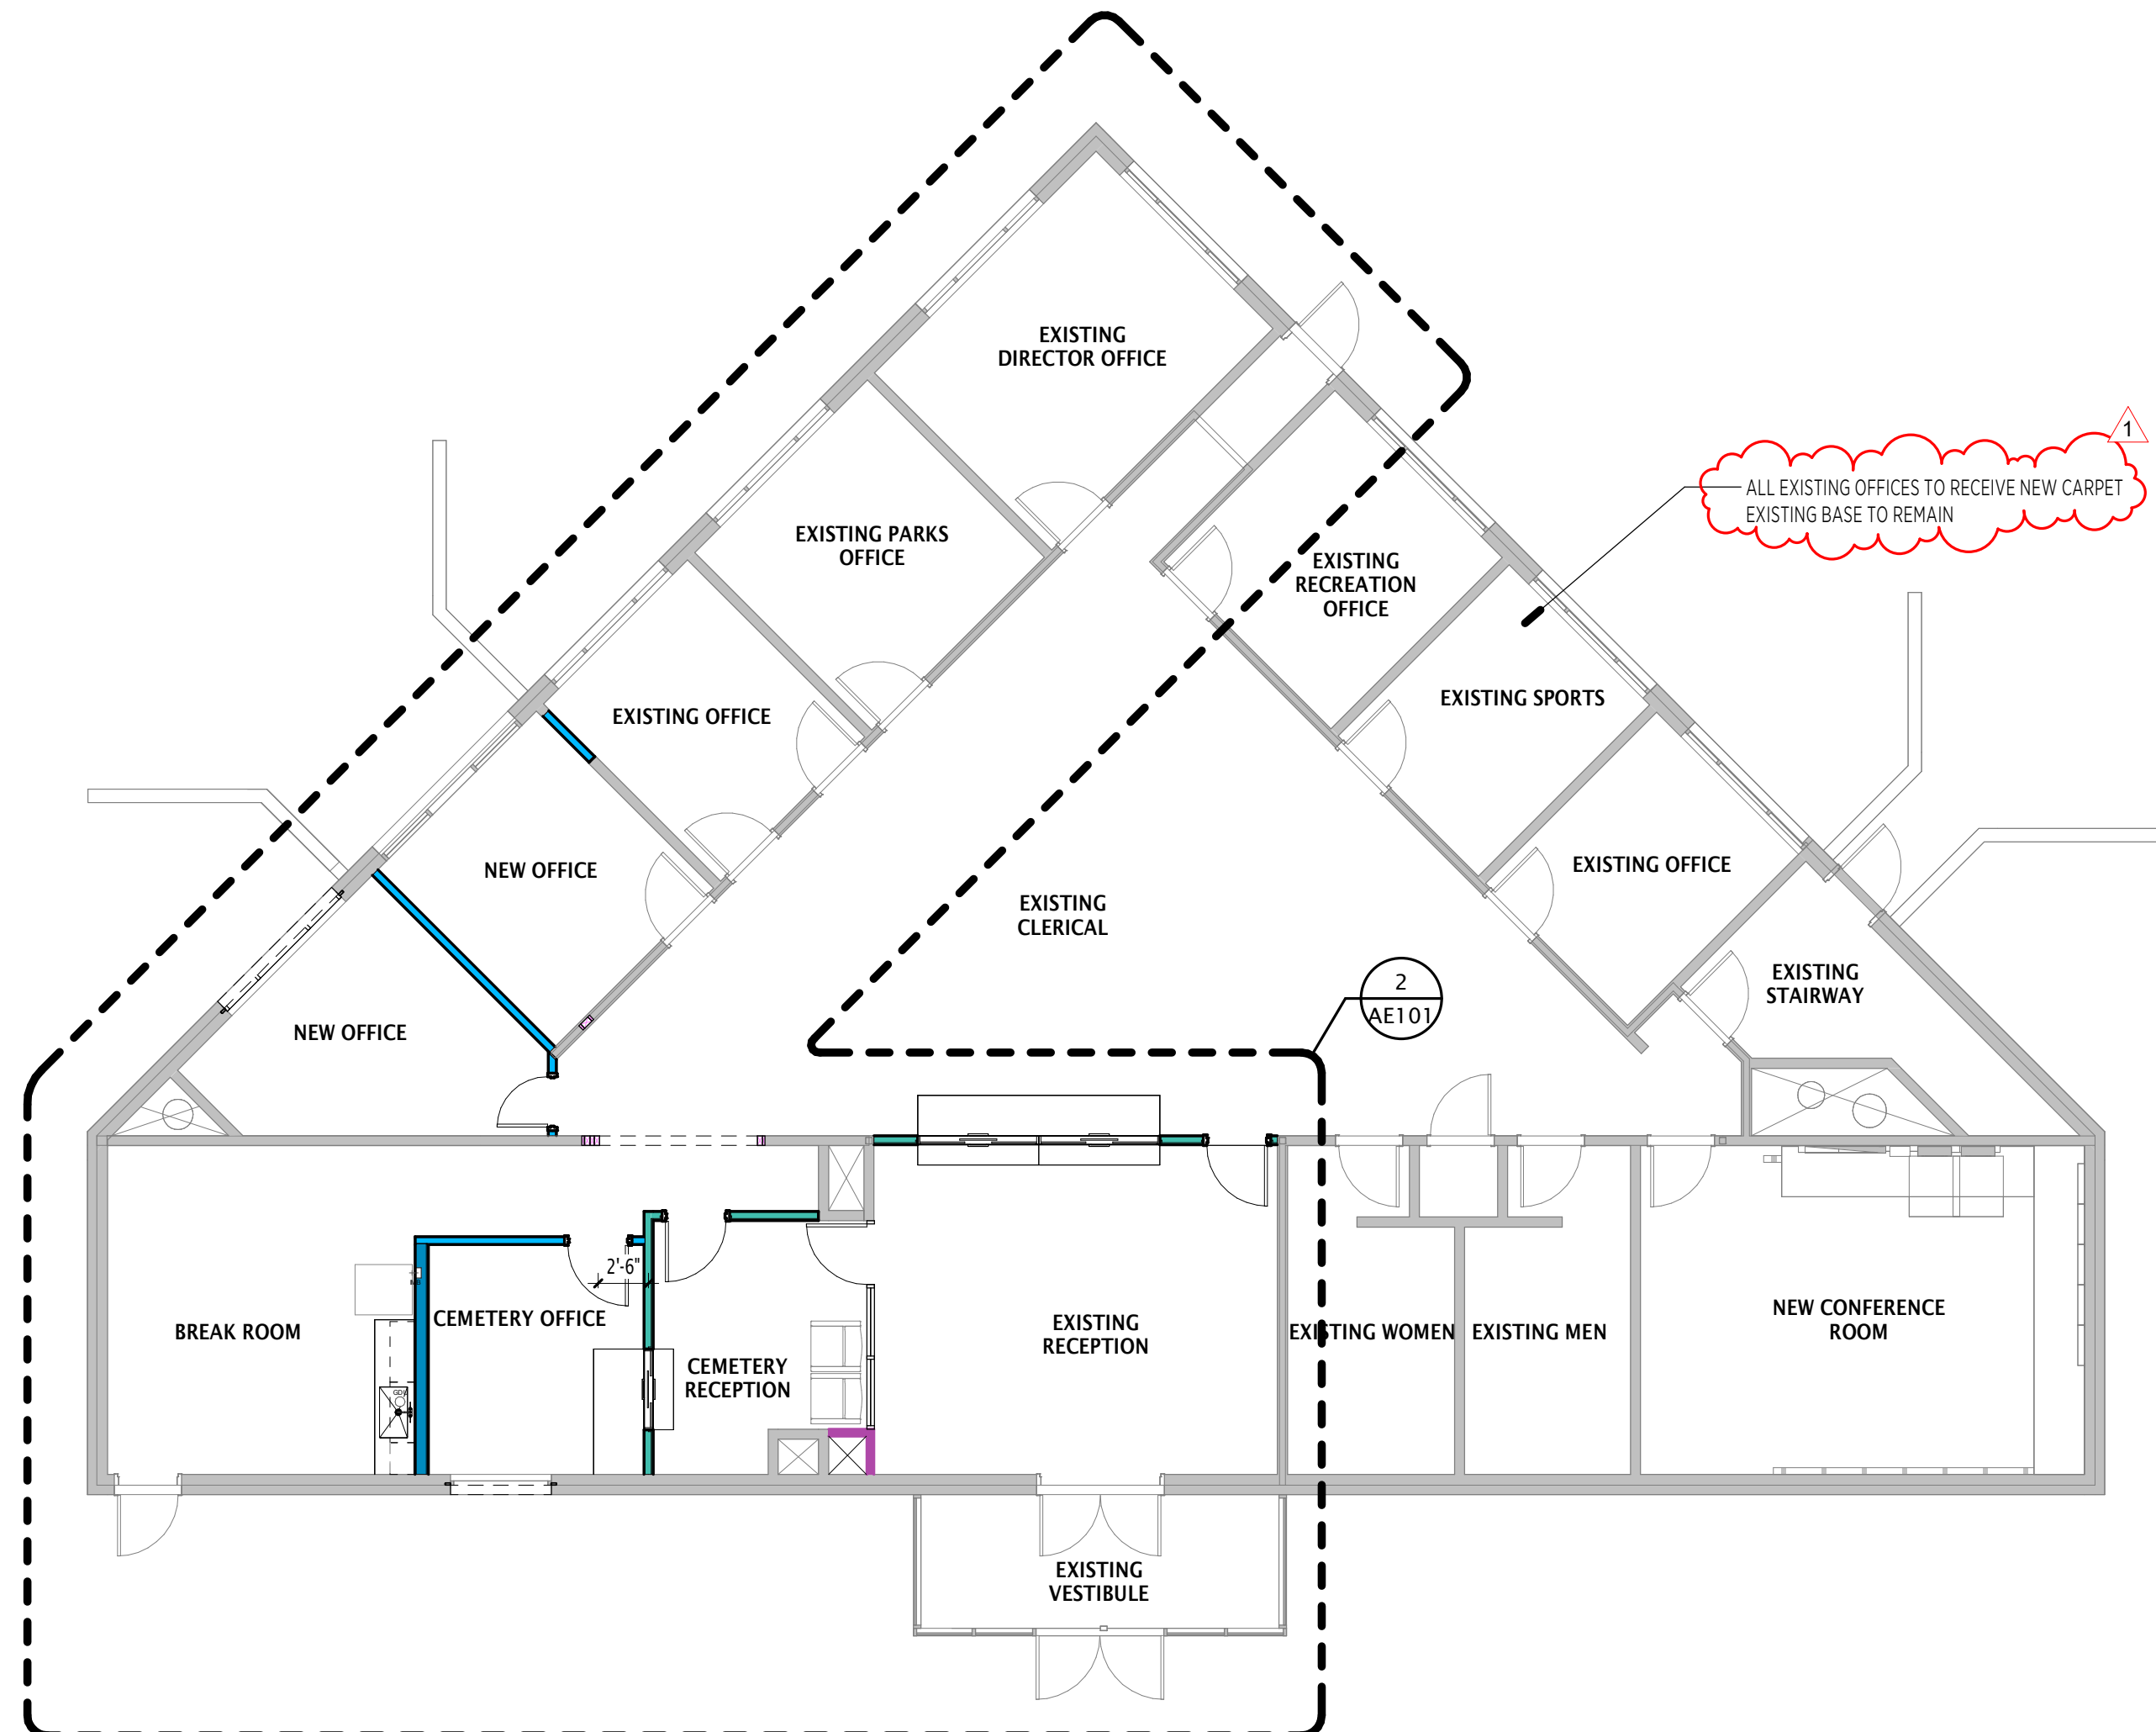 EXISTING
DIRECTOR OFFICE
1
ALL EXISTING OFFICES TO RECEIVE NEW CARPET
EXISTING BASE TO REMAIN
EXISTING PARKS
OFFICE
EXISTING
RECREATION
OFFICE
EXISTING OFFICE
EXISTING SPORTS
NEW OFFICE
EXISTING OFFICE
EXISTING
CLERICAL
EXISTING
STAIRWAY
2
AE101
NEW OFFICE
2'-6"
BREAK ROOM
CEMETERY OFFICE
CEMETERY
RECEPTION
EXISTING
RECEPTION
EXISTING WOMEN
EXISTING MEN
NEW CONFERENCE
ROOM
EXISTING
VESTIBULE